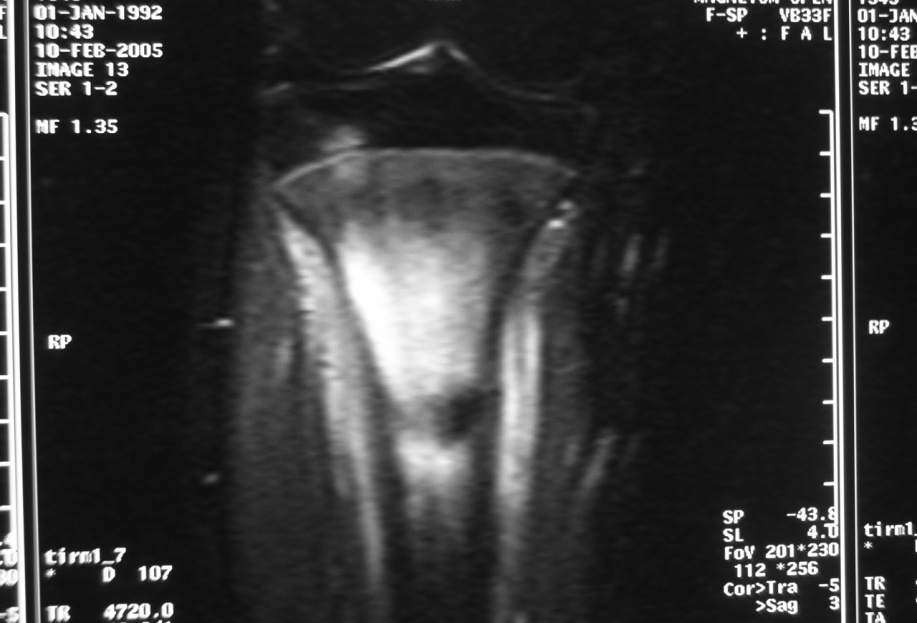 01-JAN-1992
10:43
10-FEB-2005
IMAGE 13
SER 1-2
MF 1.35
F-SP VB33F
+ : F A L
RP
tirm1_7
* D 107
TR 4720.0
SP -43.8
SL 4.0
FoV 201*230
112 *256
Cor>Tra -5
>Sag 3
01-JAN
10:43
10-FEB
IMAGE
SER 1-
MF 1.3
RP
tirm1_
*
TR
TE
TA